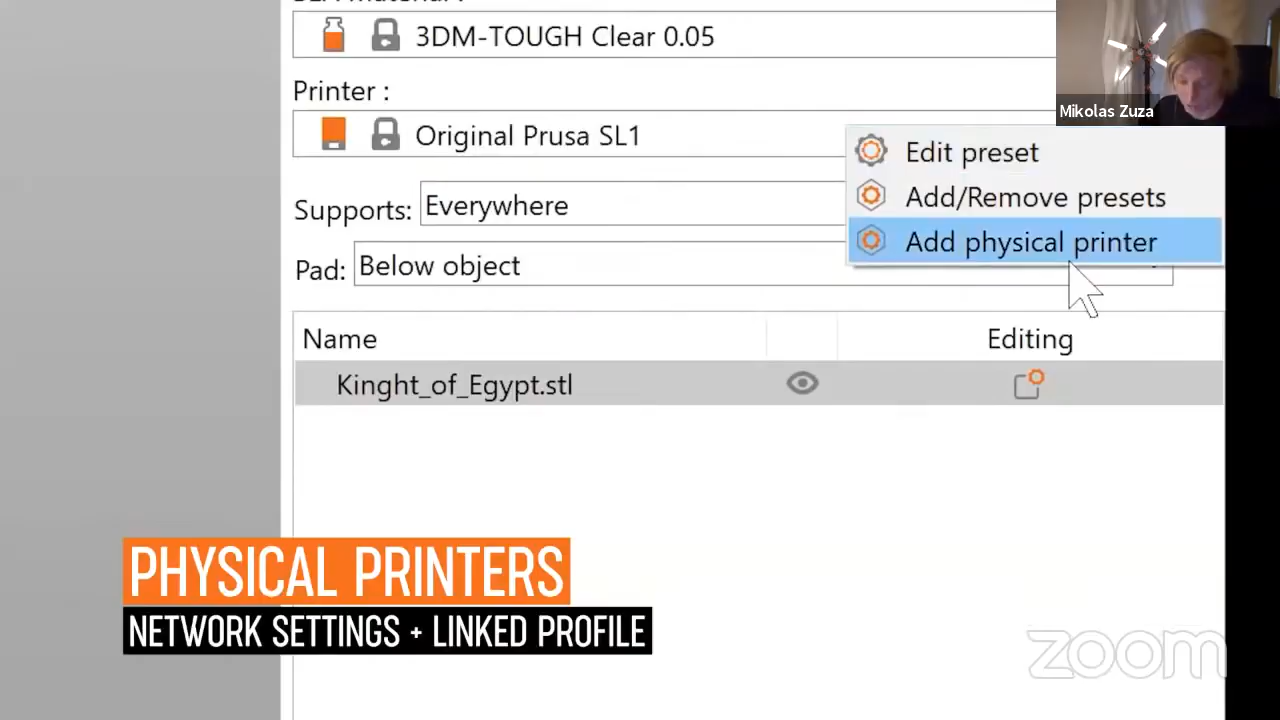 3DM-TOUGH Clear 0.05
Mikolas Zuza
Printer :
Original Prusa SL1
Edit preset
Add/Remove presets
Add physical printer
Supports: Everywhere
Pad: Below object
Name Editing
Kinght_of_Egypt.stl
PHYSICAL PRINTERS
NETWORK SETTINGS + LINKED PROFILE
zoom